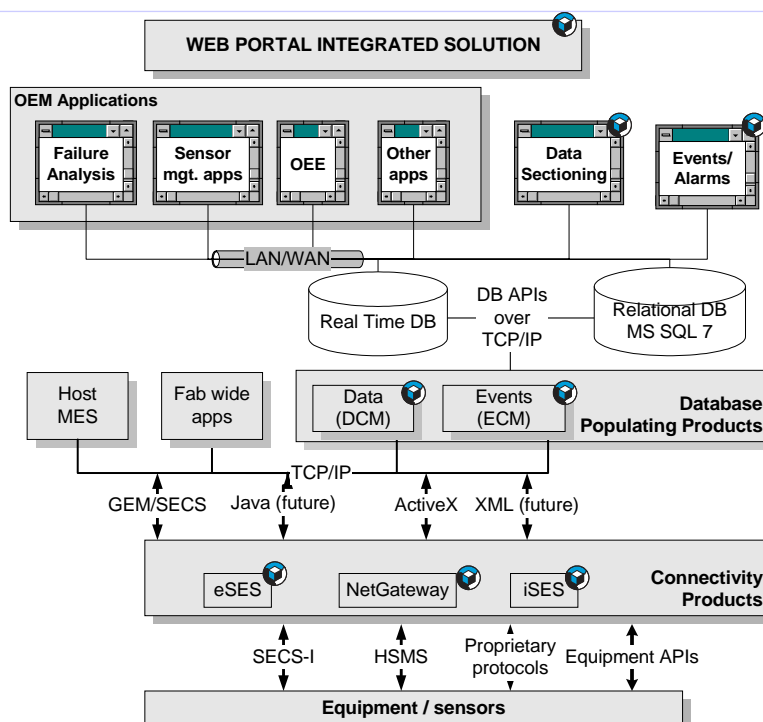 WEB PORTAL INTEGRATED SOLUTION
OEM Applications
Failure
Analysis
Sensor
mgt. apps
OEE
Other
apps
Data
Sectioning
Events/
Alarms
LAN/WAN
Real Time DB
DB APIs
over
TCP/IP
Relational DB
MS SQL 7
Host
MES
Fab wide
apps
Data
(DCM)
Events
(ECM)
Database
Populating Products
TCP/IP
GEM/SECS
Java (future)
ActiveX
XML (future)
eSES
NetGateway
iSES
Connectivity
Products
SECS-I
HSMS
Proprietary
protocols
Equipment APIs
Equipment / sensors